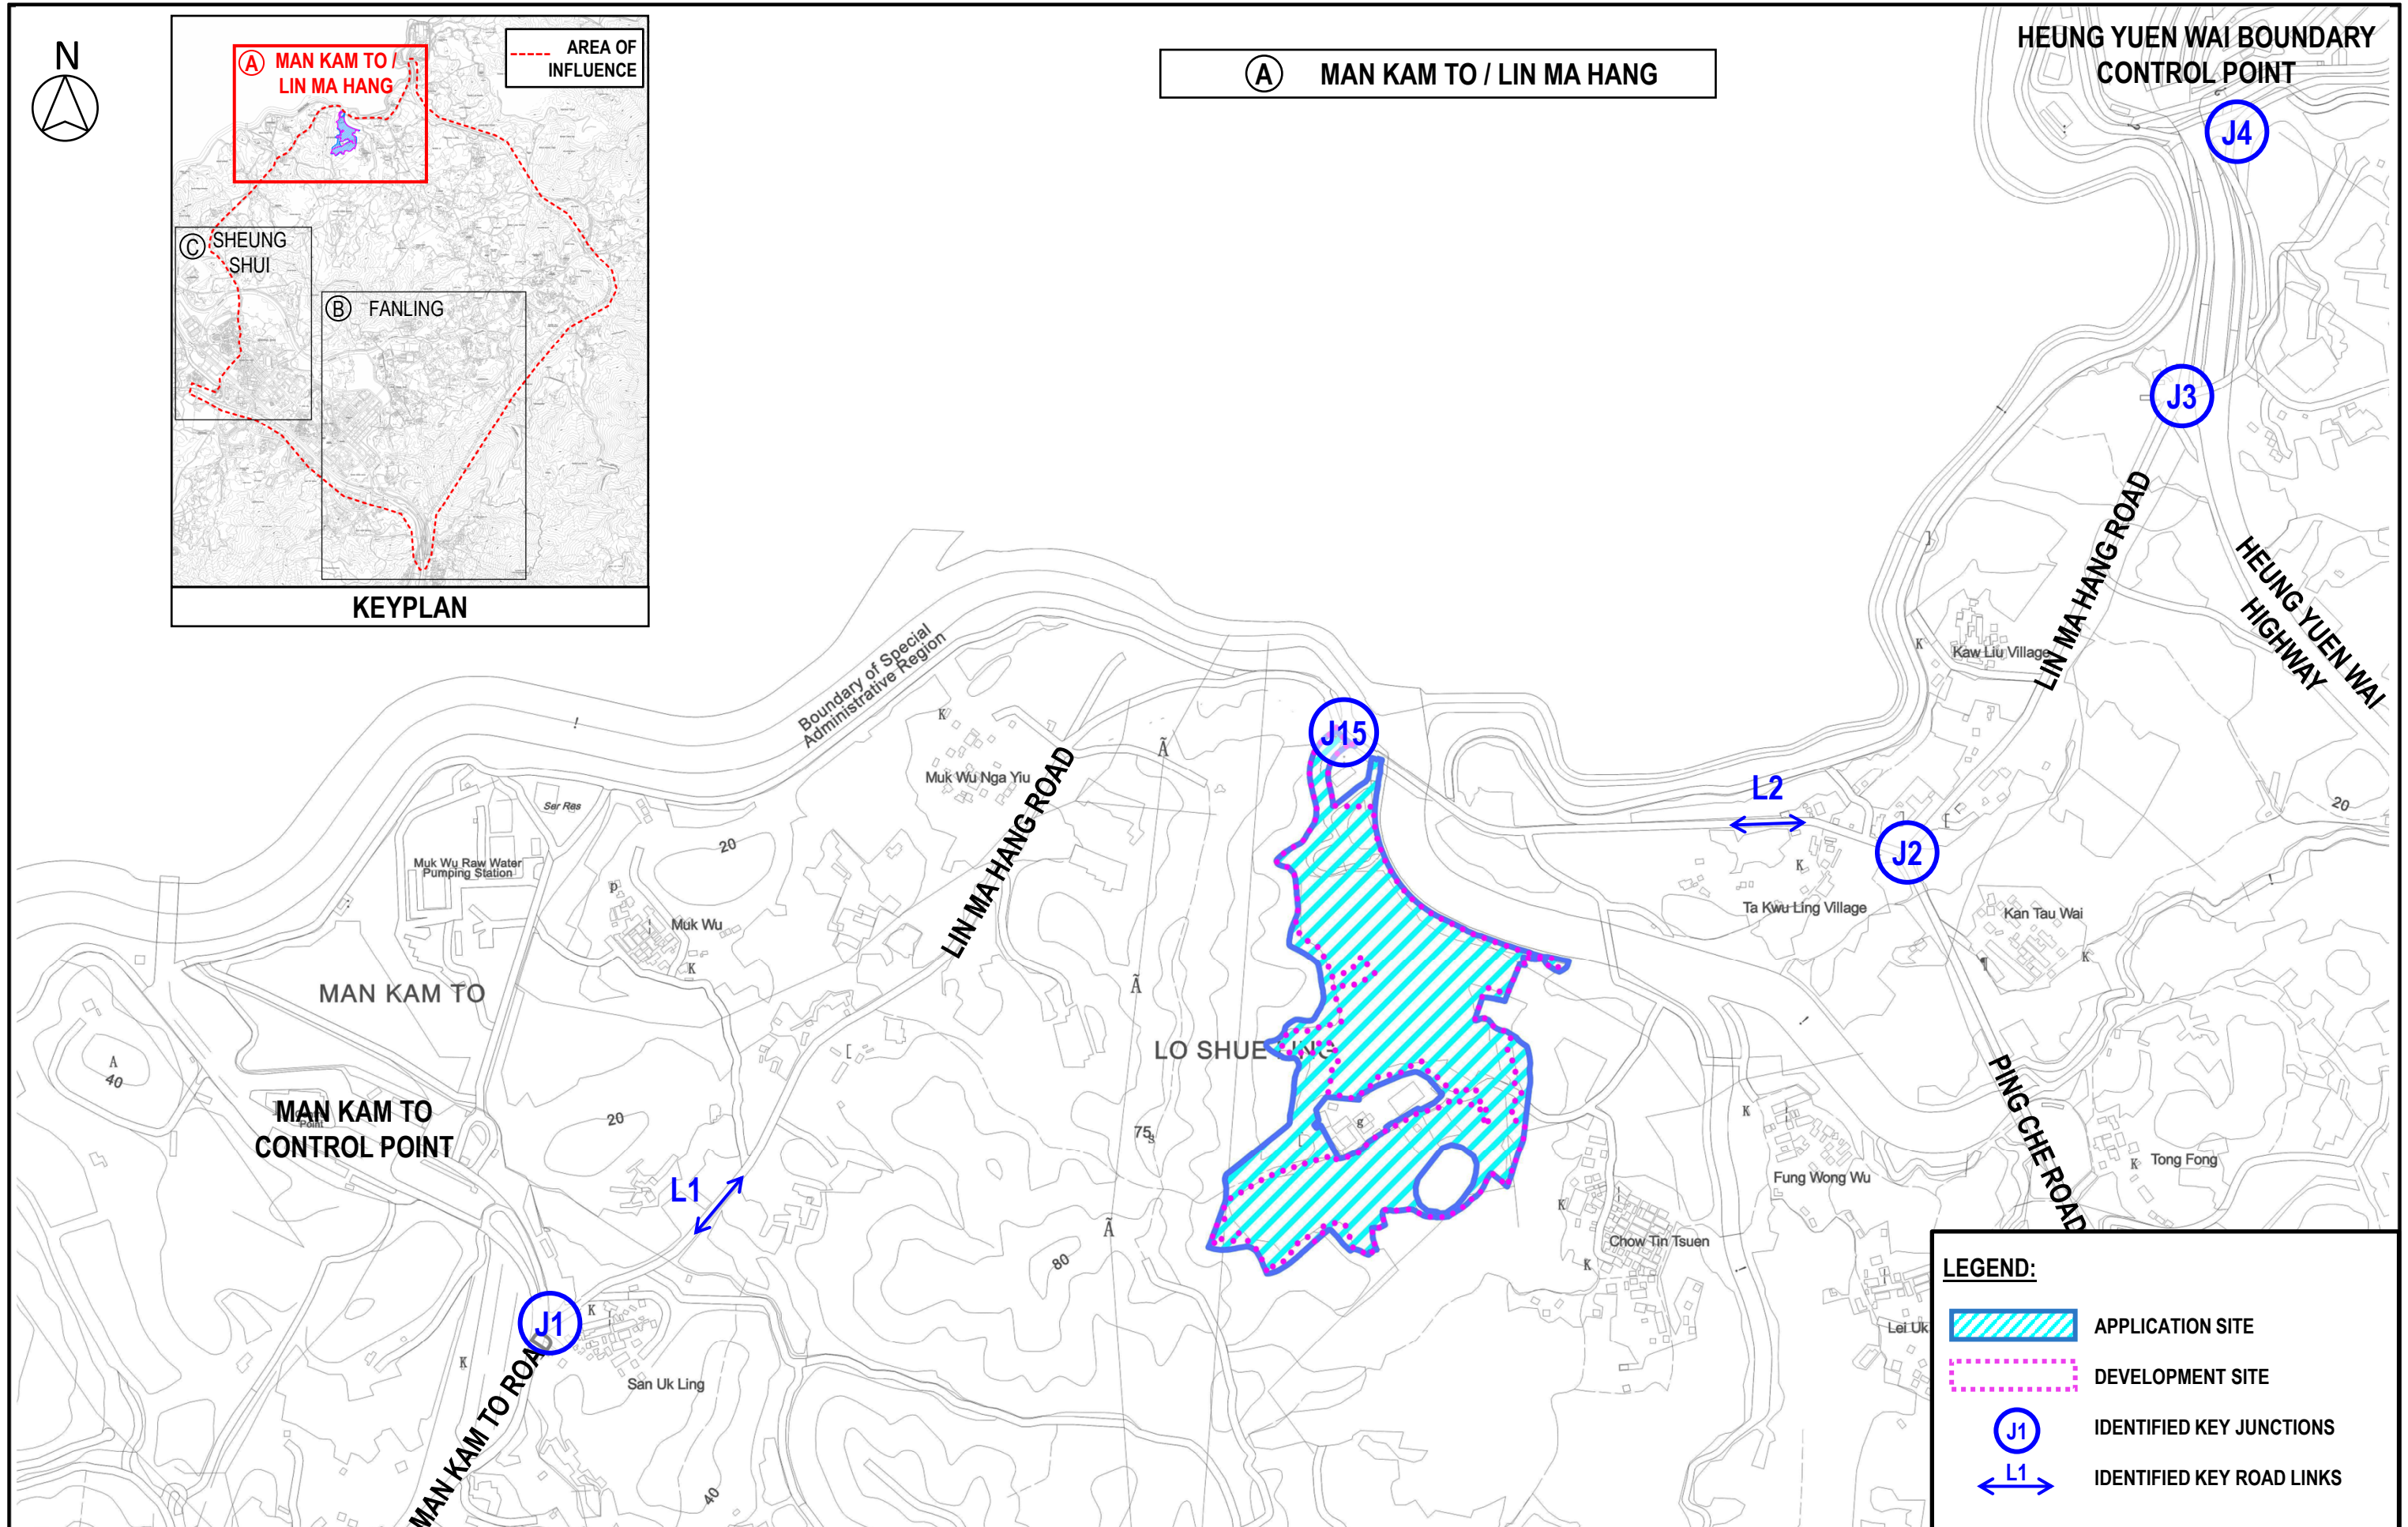 N
Ⓐ MAN KAM TO /
LIN MA HANG
AREA OF
INFLUENCE
Ⓒ SHEUNG
SHUI
Ⓑ FANLING
KEYPLAN
Ⓐ MAN KAM TO / LIN MA HANG
HEUNG YUEN WAI BOUNDARY
CONTROL POINT
J4
J3
LIN MA HANG ROAD
HEUNG YUEN WAI
HIGHWAY
Kaw Liu Village
K
Boundary of Special
Administrative Region
K
Muk Wu Nga Yiu
LIN MA HANG ROAD
J15
L2
J2
20
Ser Res
20
Muk Wu Raw Water
Pumping Station
p
Muk Wu
K
K
Ta Kwu Ling Village
Kan Tau Wai
K
MAN KAM TO
Ã
Ã
LO SHUE LING
A
40
MAN KAM TO
CONTROL POINT
20
75
g
K
PING CHE ROAD
Fung Wong Wu
K
Tong Fong
L1
Ã
80
K
Chow Tin Tsuen
K
J1
K
San Uk Ling
K
MAN KAM TO ROAD
40
Lei Uk
LEGEND:
APPLICATION SITE
DEVELOPMENT SITE
J1 IDENTIFIED KEY JUNCTIONS
L1 IDENTIFIED KEY ROAD LINKS